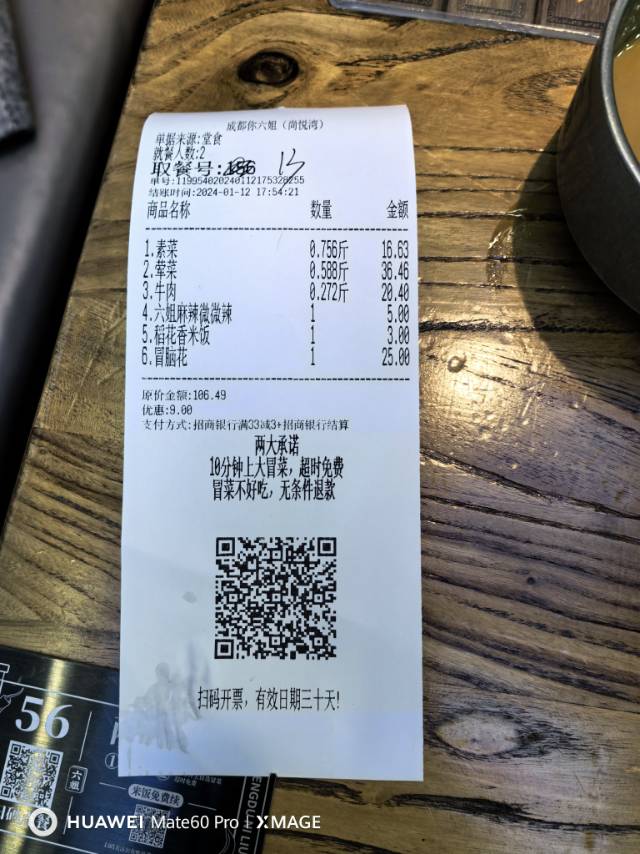 成都你六姐（尚悦湾）
单据来源:堂食
就餐人数:2
取餐号: 13
单号:11995402024011217532‌8255
结账时间:2024-01-12 17:54:21
商品名称 数量 金额
1.素菜 0.756斤 16.63
2.荤菜 0.588斤 36.46
3.牛肉 0.272斤 20.40
4.六姐麻辣微微辣 1 5.00
5.稻花香米饭 1 3.00
6.冒脑花 1 25.00
原价金额:106.49
优惠:9.00
支付方式:招商银行满33减3+招商银行结算
两大承诺
10分钟上大冒菜，超时免费
冒菜不好吃，无条件退款
扫码开票，有效日期三十天!
56
六姐
米饭免费续
HUAWEI Mate60 Pro + XMAGE